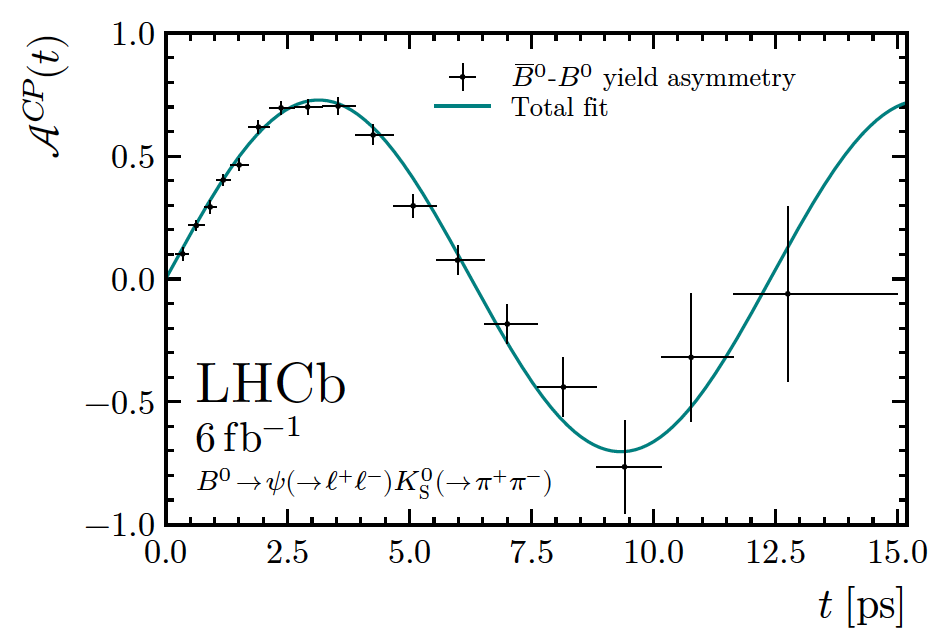 𝒜ᶜᴾ(t)
1.0
0.5
0.0
−0.5
−1.0
B̅⁰-B⁰ yield asymmetry
Total fit
LHCb
6 fb⁻¹
B⁰→ψ(→ℓ⁺ℓ⁻)K⁰_S(→π⁺π⁻)
0.0 2.5 5.0 7.5 10.0 12.5 15.0
t [ps]